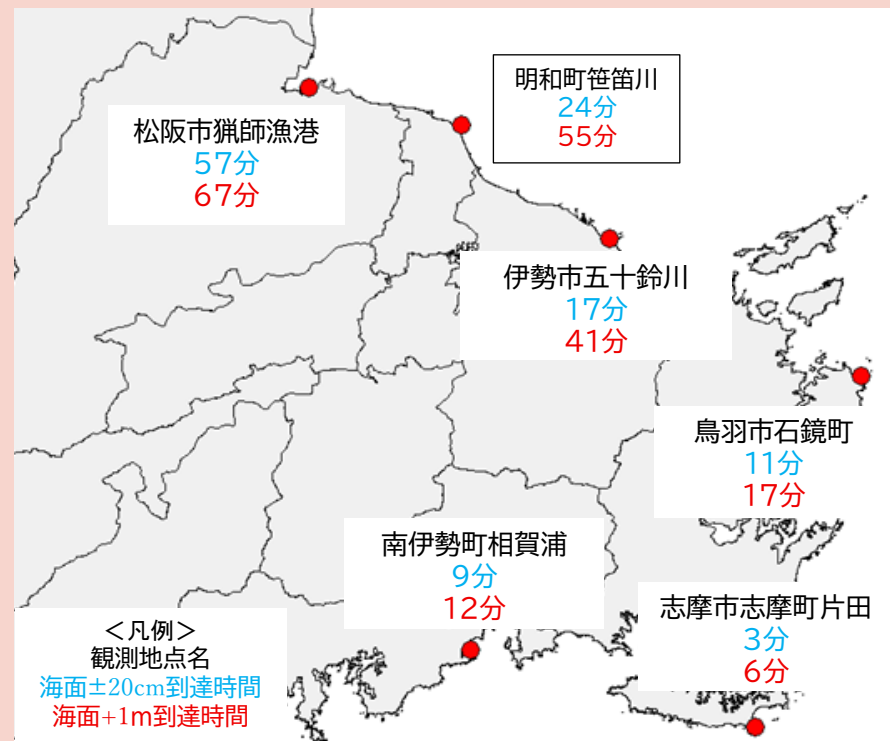 明和町笹笛川
24分
55分
松阪市猟師漁港
57分
67分
伊勢市五十鈴川
17分
41分
鳥羽市石鏡町
11分
17分
南伊勢町相賀浦
9分
12分
志摩市志摩町片田
3分
6分
＜凡例＞
観測地点名
海面±20cm到達時間
海面+1m到達時間